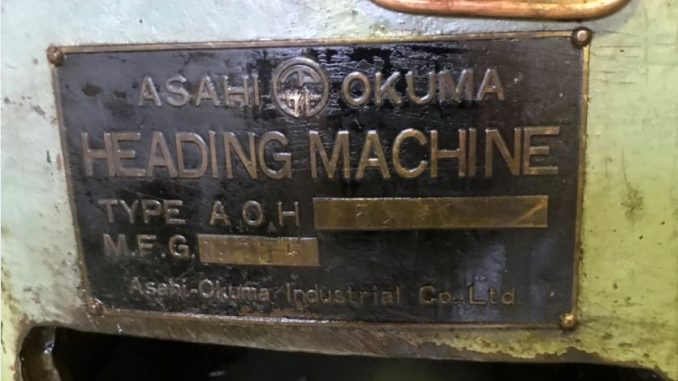 ASAHI OKUMA
HEADING MACHINE
TYPE A.O.H
M.F.G.
Asahi-Okuma Industrial Co., Ltd.